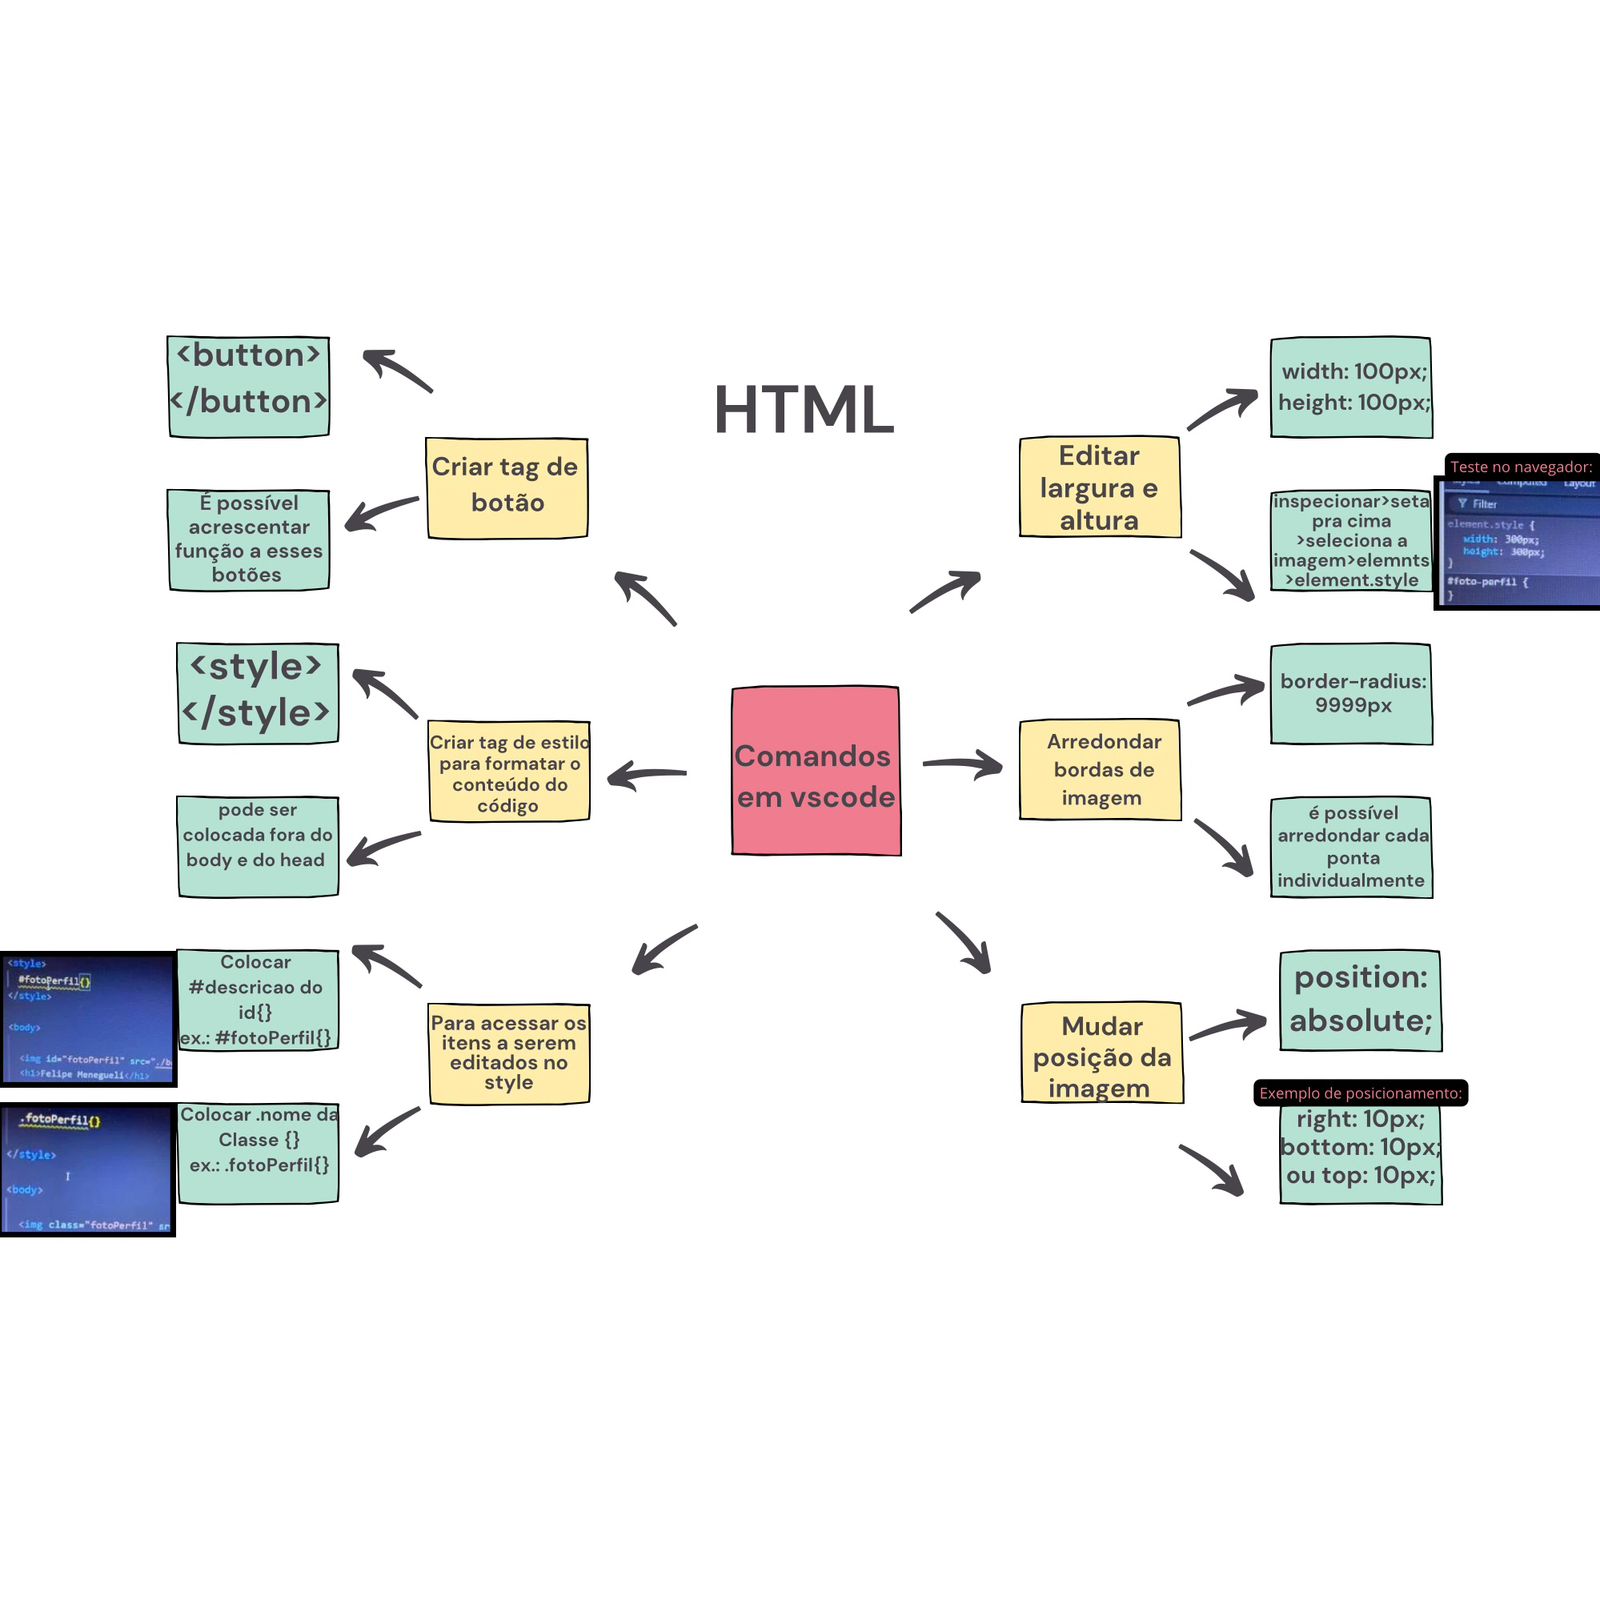 HTML
Comandos
em vscode
Criar tag de
botão
<button>
</button>
É possível
acrescentar
função a esses
botões
Criar tag de estilo
para formatar o
conteúdo do
código
<style>
</style>
pode ser
colocada fora do
body e do head
Para acessar os
itens a serem
editados no
style
Colocar
#descricao do
id{}
ex.: #fotoPerfil{}
<style>
#fotoPerfil{}
</style>
<body>
<img id="fotoPerfil" src="./b
<h1>Felipe Menegueli</h1>
Colocar .nome da
Classe {}
ex.: .fotoPerfil{}
.fotoPerfil{}
</style>
<body>
<img class="fotoPerfil" sr
Editar
largura e
altura
width: 100px;
height: 100px;
Teste no navegador:
inspecionar>seta
pra cima
>seleciona a
imagem>elemnts
>element.style
Styles Computed Layout
Filter
element.style {
width: 300px;
height: 300px;
}
#foto-perfil {
}
Arredondar
bordas de
imagem
border-radius:
9999px
é possível
arredondar cada
ponta
individualmente
Mudar
posição da
imagem
position:
absolute;
Exemplo de posicionamento:
right: 10px;
bottom: 10px;
ou top: 10px;